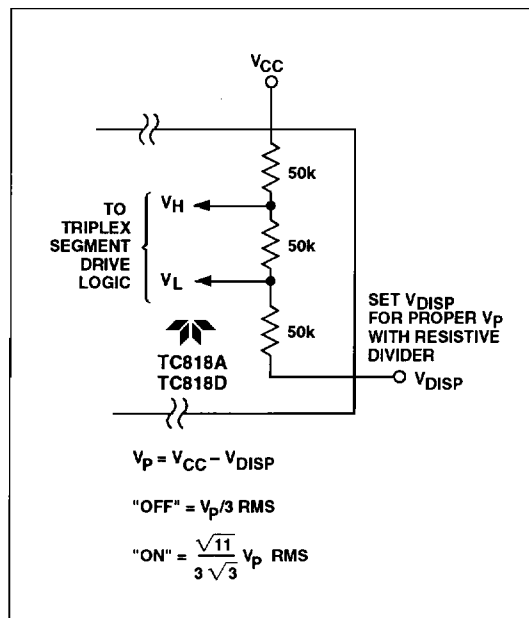 VCC
50k
TO
TRIPLEX
SEGMENT
DRIVE
LOGIC
VH
50k
VL
50k
SET VDISP
FOR PROPER VP
WITH RESISTIVE
DIVIDER
TC818A
TC818D
VDISP
VP = VCC – VDISP
"OFF" = VP/3 RMS
"ON" = √11 / 3 √3 VP RMS